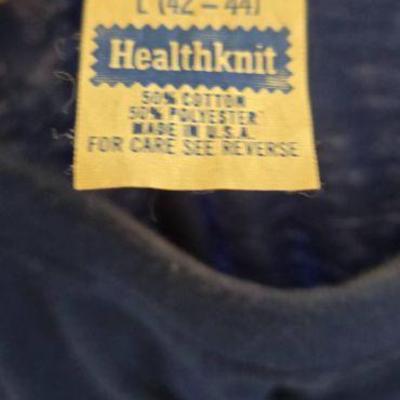 L (42-44)
Healthknit
50% COTTON
50% POLYESTER
MADE IN U.S.A.
FOR CARE SEE REVERSE